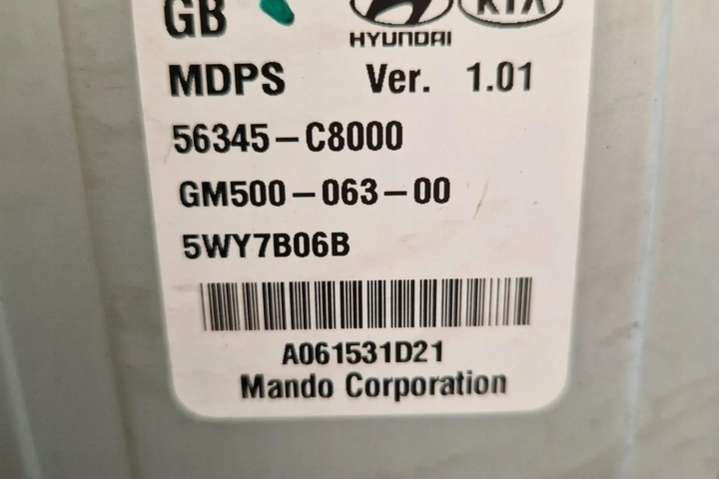 GB
HYUNDAI
KIA
MDPS Ver. 1.01
56345-C8000
GM500-063-00
5WY7B06B
A061531D21
Mando Corporation